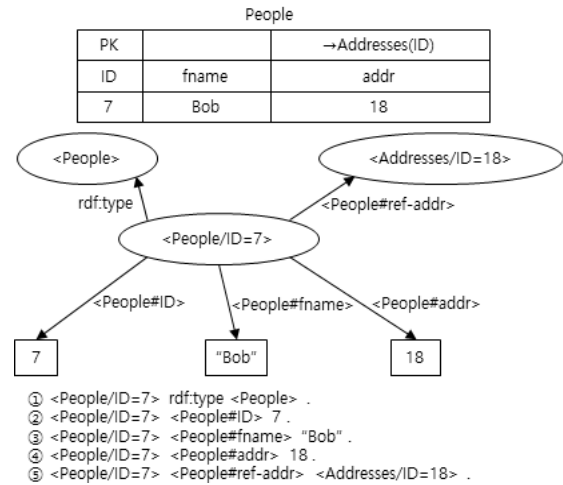 People
PK →Addresses(ID)
ID fname addr
7 Bob 18
<People> <Addresses/ID=18>
rdf:type <People#ref-addr>
<People/ID=7>
<People#ID> <People#fname> <People#addr>
7 "Bob" 18
① <People/ID=7> rdf:type <People> .
② <People/ID=7> <People#ID> 7 .
③ <People/ID=7> <People#fname> "Bob" .
④ <People/ID=7> <People#addr> 18 .
⑤ <People/ID=7> <People#ref-addr> <Addresses/ID=18> .